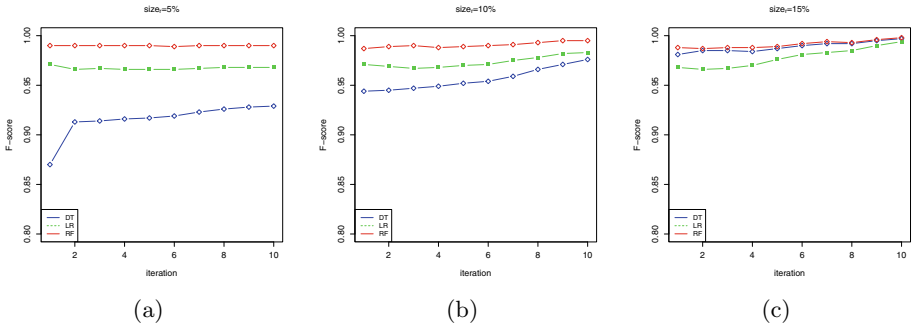 sizeᵣ=5%
F-score
1.00
0.95
0.90
0.85
0.80
DT
LR
RF
2 4 6 8 10
iteration
(a)
sizeᵣ=10%
F-score
1.00
0.95
0.90
0.85
0.80
DT
LR
RF
2 4 6 8 10
iteration
(b)
sizeᵣ=15%
F-score
1.00
0.95
0.90
0.85
0.80
DT
LR
RF
2 4 6 8 10
iteration
(c)